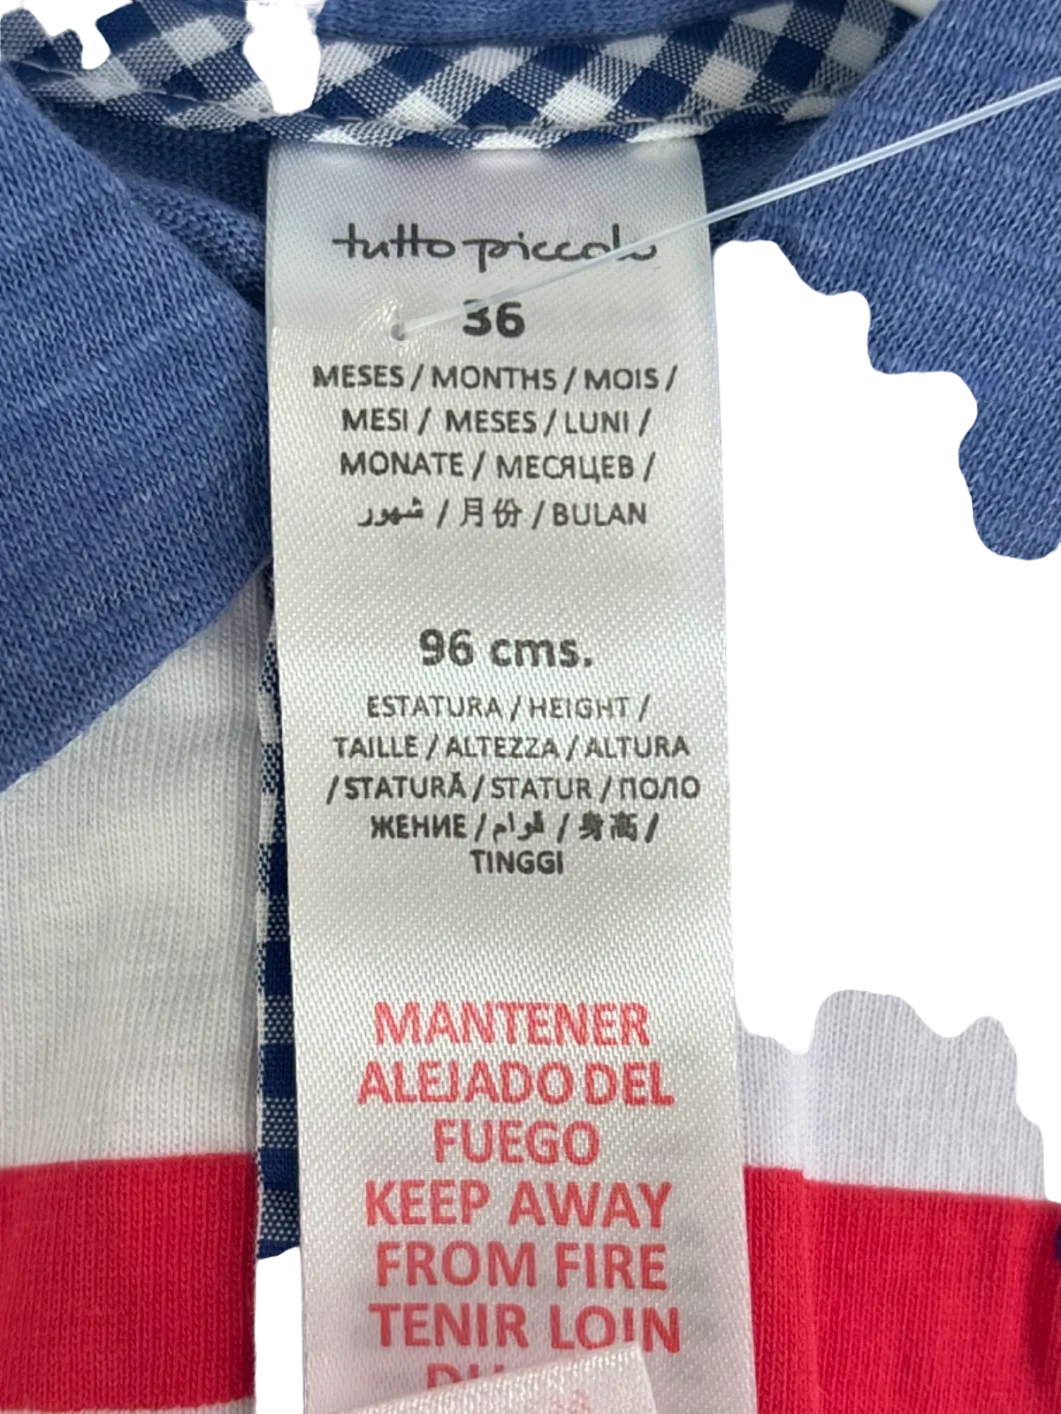 tutto piccolo
36
MESES / MONTHS / MOIS /
MESI / MESES / LUNI /
MONATE / МЕСЯЦЕВ /
شهور / 月份 / BULAN
96 cms.
ESTATURA / HEIGHT /
TAILLE / ALTEZZA / ALTURA
/ STATURĂ / STATUR / ПОЛО
ЖЕНИЕ / قوام / 身高 /
TINGGI
MANTENER
ALEJADO DEL
FUEGO
KEEP AWAY
FROM FIRE
TENIR LOIN